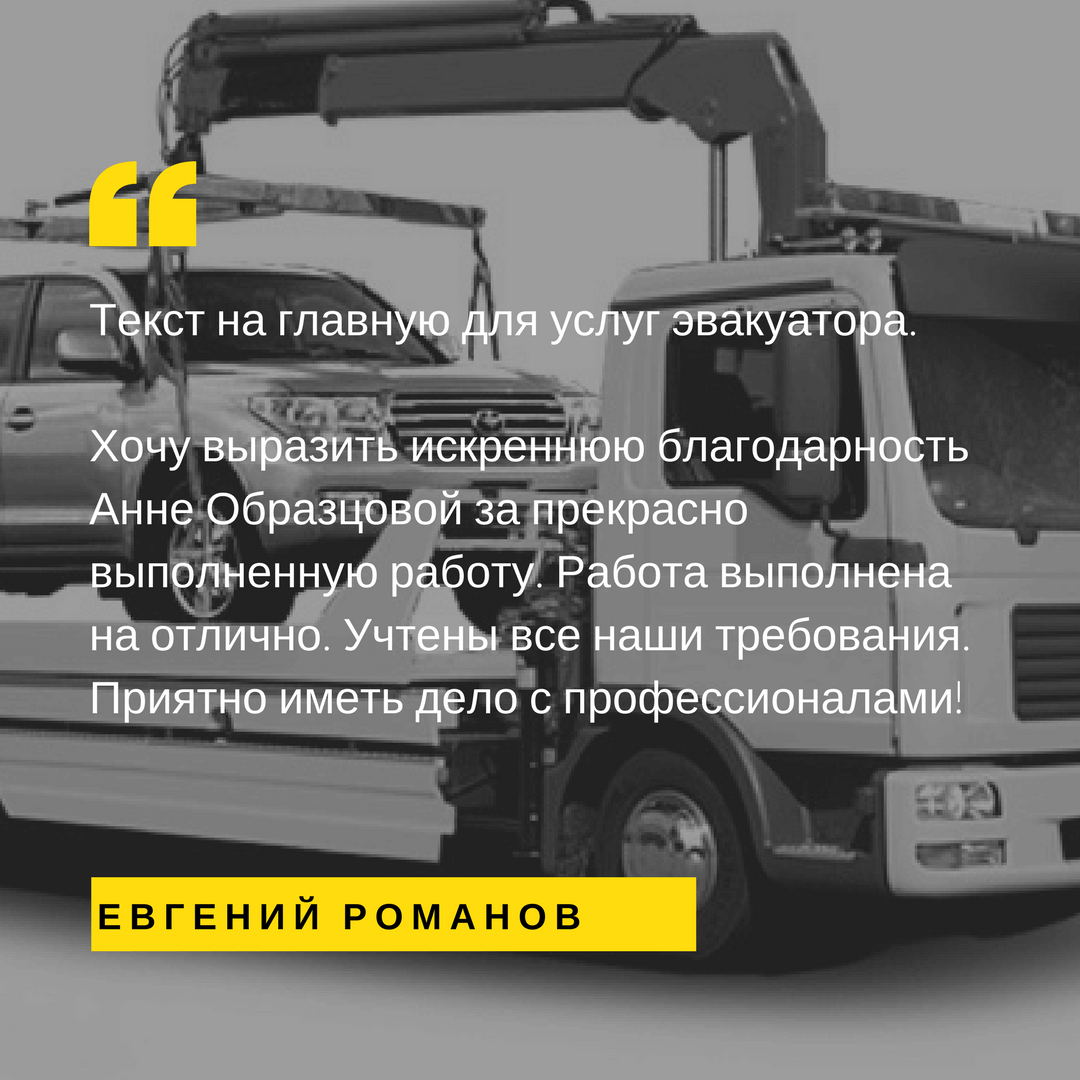 “
Текст на главную для услуг эвакуатора.
Хочу выразить искреннюю благодарность
Анне Образцовой за прекрасно
выполненную работу. Работа выполнена
на отлично. Учтены все наши требования.
Приятно иметь дело с профессионалами!
ЕВГЕНИЙ РОМАНОВ